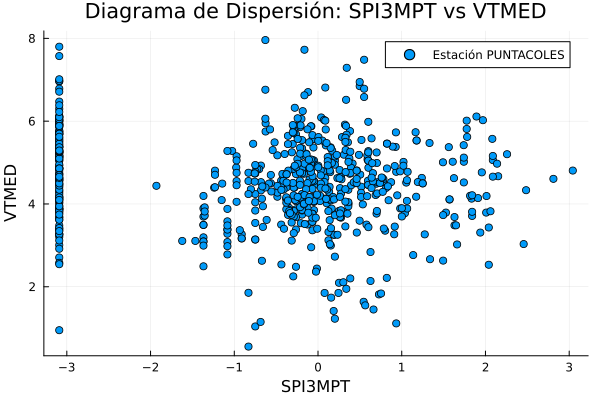 Diagrama de Dispersión: SPI3MPT vs VTMED
Estación PUNTACOLES
VTMED
8
6
4
2
−3 −2 −1 0 1 2 3
SPI3MPT